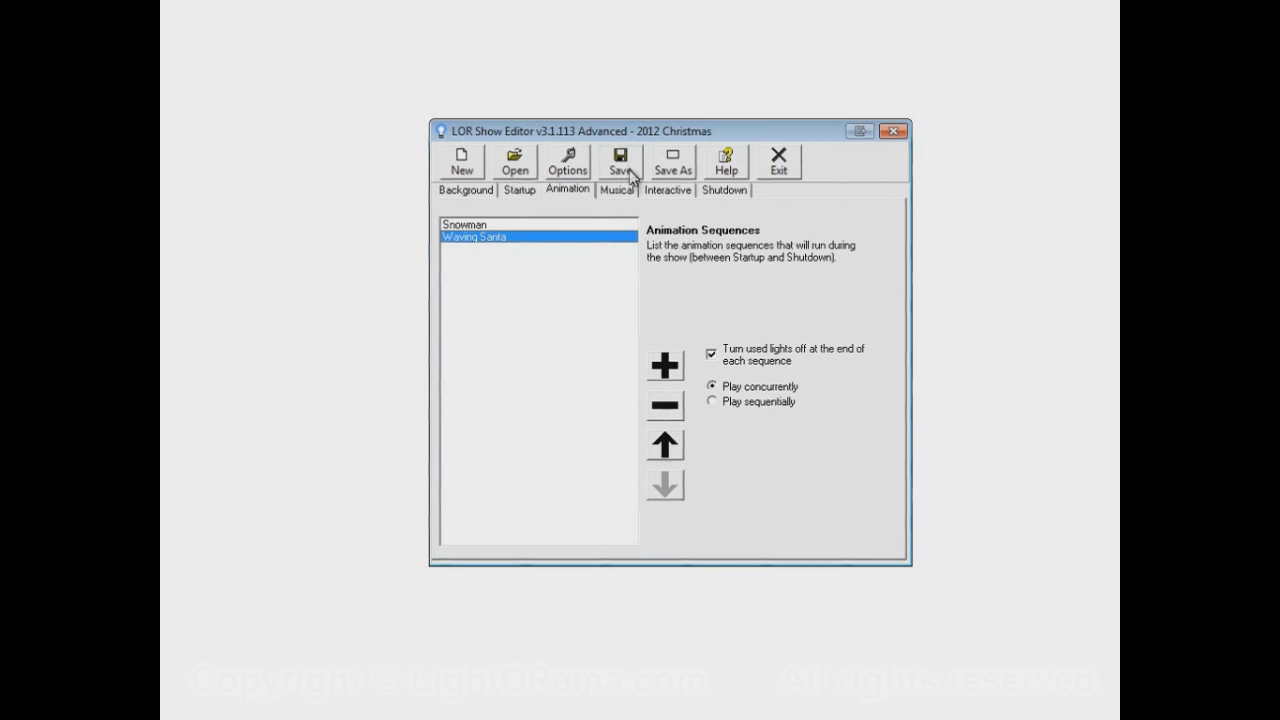 LOR Show Editor v3.1.113 Advanced - 2012 Christmas
New Open Options Save Save As Help Exit
Background Startup Animation Musical Interactive Shutdown
Snowman
Waving Santa
Animation Sequences
List the animation sequences that will run during
the show (between Startup and Shutdown).
Turn used lights off at the end of
each sequence
Play concurrently
Play sequentially
Copyright © LightORama.com All rights reserved.